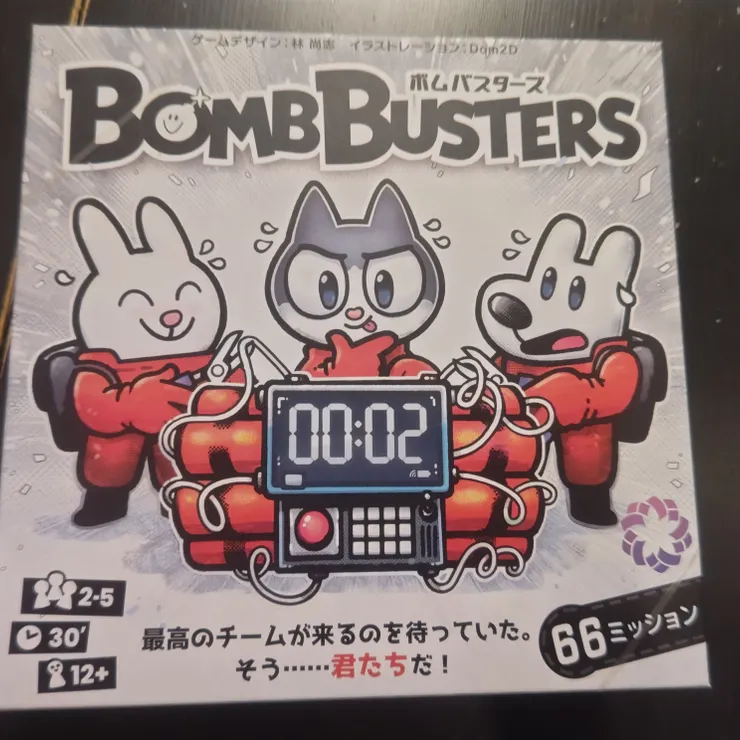 ゲームデザイン：林 尚志　イラストレーション：Dom2D
ボムバスターズ
BOMBBUSTERS
00:02
2-5
30'
12+
最高のチームが来るのを待っていた。
そう……君たちだ！
66ミッション